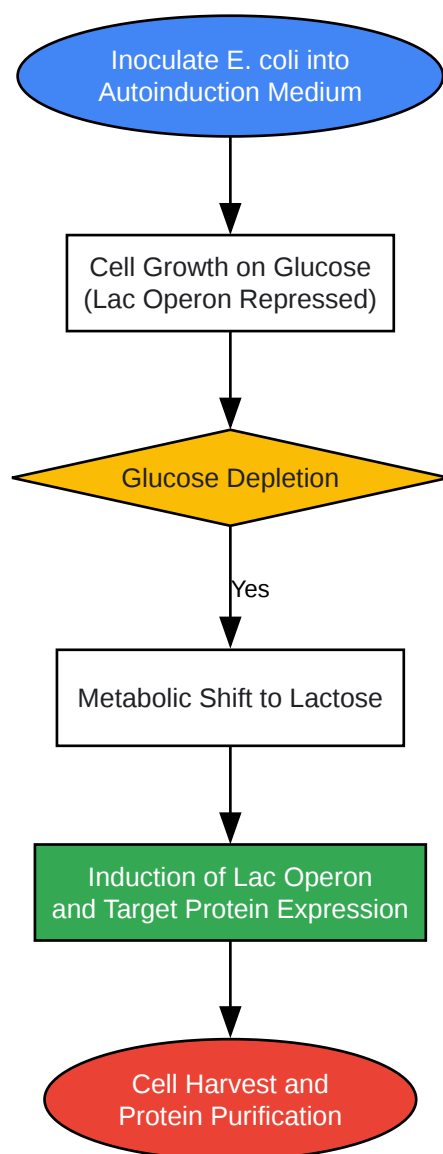 Inoculate E. coli into
Autoinduction Medium
Cell Growth on Glucose
(Lac Operon Repressed)
Glucose Depletion
Yes
Metabolic Shift to Lactose
Induction of Lac Operon
and Target Protein Expression
Cell Harvest and
Protein Purification